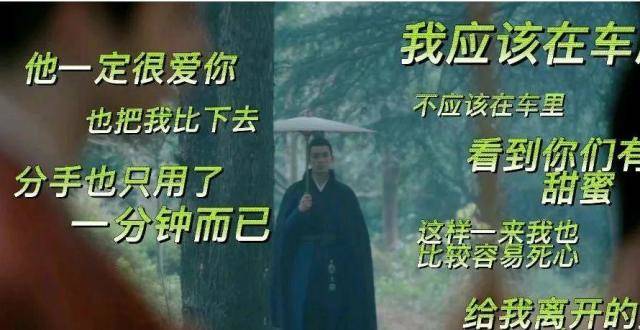 他一定很爱你
也把我比下去
分手也只用了
一分钟而已
我应该在车
不应该在车里
看到你们有
甜蜜
这样一来我也
比较容易死心
给我离开的